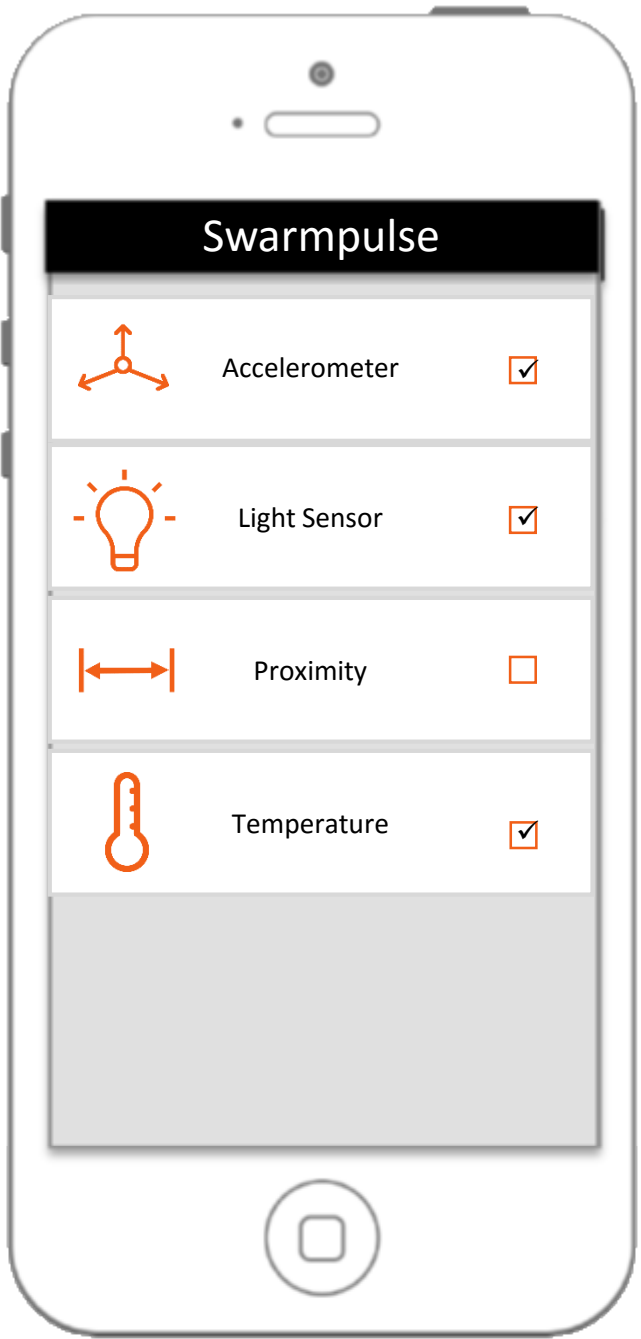 Swarmpulse
Accelerometer
Light Sensor
Proximity
Temperature